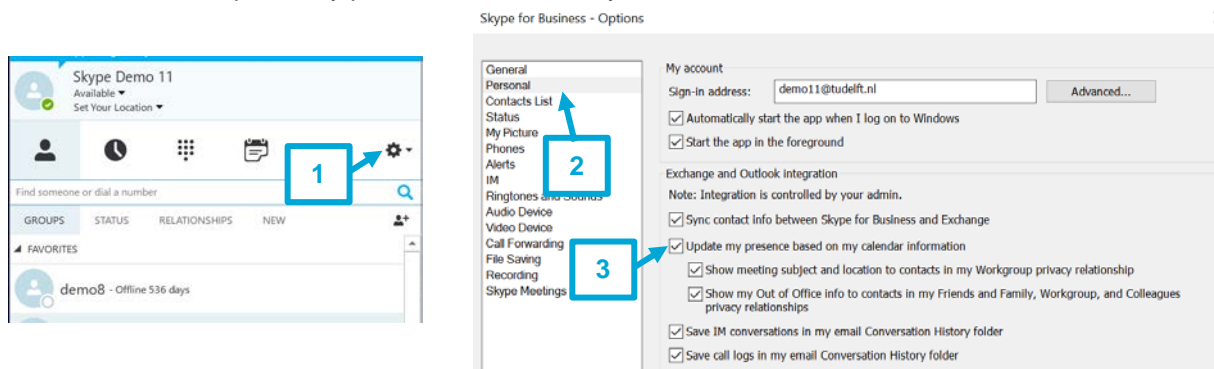 Skype for Business - Options
Skype Demo 11
Available
Set Your Location
1
Find someone or dial a number
GROUPS STATUS RELATIONSHIPS NEW
FAVORITES
demo8 - Offline 536 days
General
Personal
Contacts List
Status
My Picture
Phones
Alerts
IM
Ringtones and Sounds
Audio Device
Video Device
Call Forwarding
File Saving
Recording
Skype Meetings
2
3
My account
Sign-in address: demo11@tudelft.nl Advanced...
Automatically start the app when I log on to Windows
Start the app in the foreground
Exchange and Outlook integration
Note: Integration is controlled by your admin.
Sync contact info between Skype for Business and Exchange
Update my presence based on my calendar information
Show meeting subject and location to contacts in my Workgroup privacy relationship
Show my Out of Office info to contacts in my Friends and Family, Workgroup, and Colleagues
privacy relationships
Save IM conversations in my email Conversation History folder
Save call logs in my email Conversation History folder